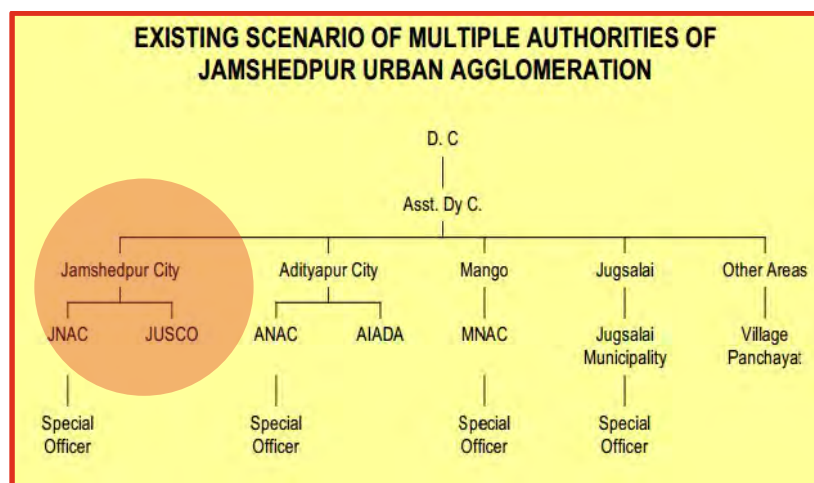 EXISTING SCENARIO OF MULTIPLE AUTHORITIES OF
JAMSHEDPUR URBAN AGGLOMERATION
D. C
Asst. Dy C.
Jamshedpur City
Adityapur City
Mango
Jugsalai
Other Areas
JNAC
JUSCO
ANAC
AIADA
MNAC
Jugsalai
Municipality
Village
Panchayat
Special
Officer
Special
Officer
Special
Officer
Special
Officer